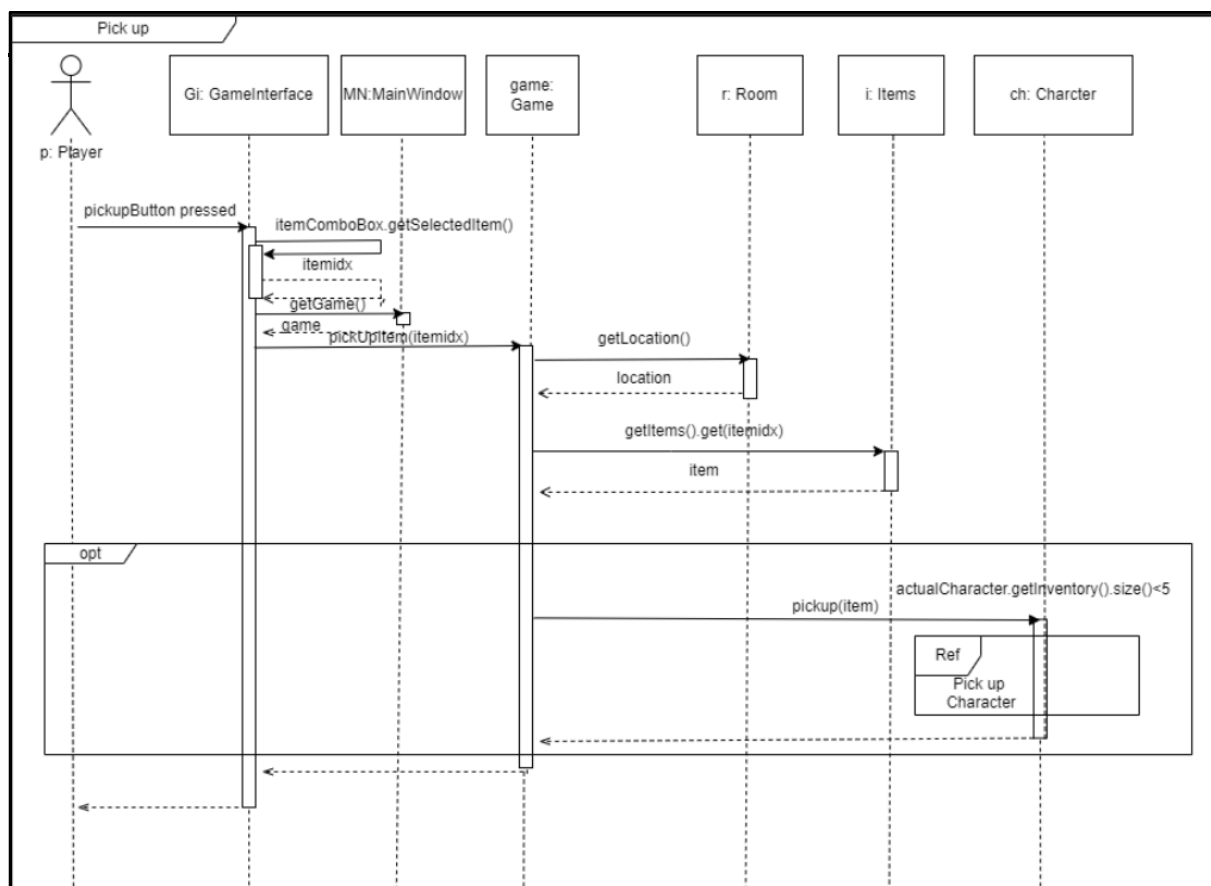 Pick up
p: Player
Gi: GameInterface
MN:MainWindow
game:
Game
r: Room
i: Items
ch: Charcter
pickupButton pressed
itemComboBox.getSelectedItem()
itemidx
getGame()
game
pickUpItem(itemidx)
getLocation()
location
getItems().get(itemidx)
item
opt
actualCharacter.getInventory().size()<5
pickup(item)
Ref
Pick up
Character